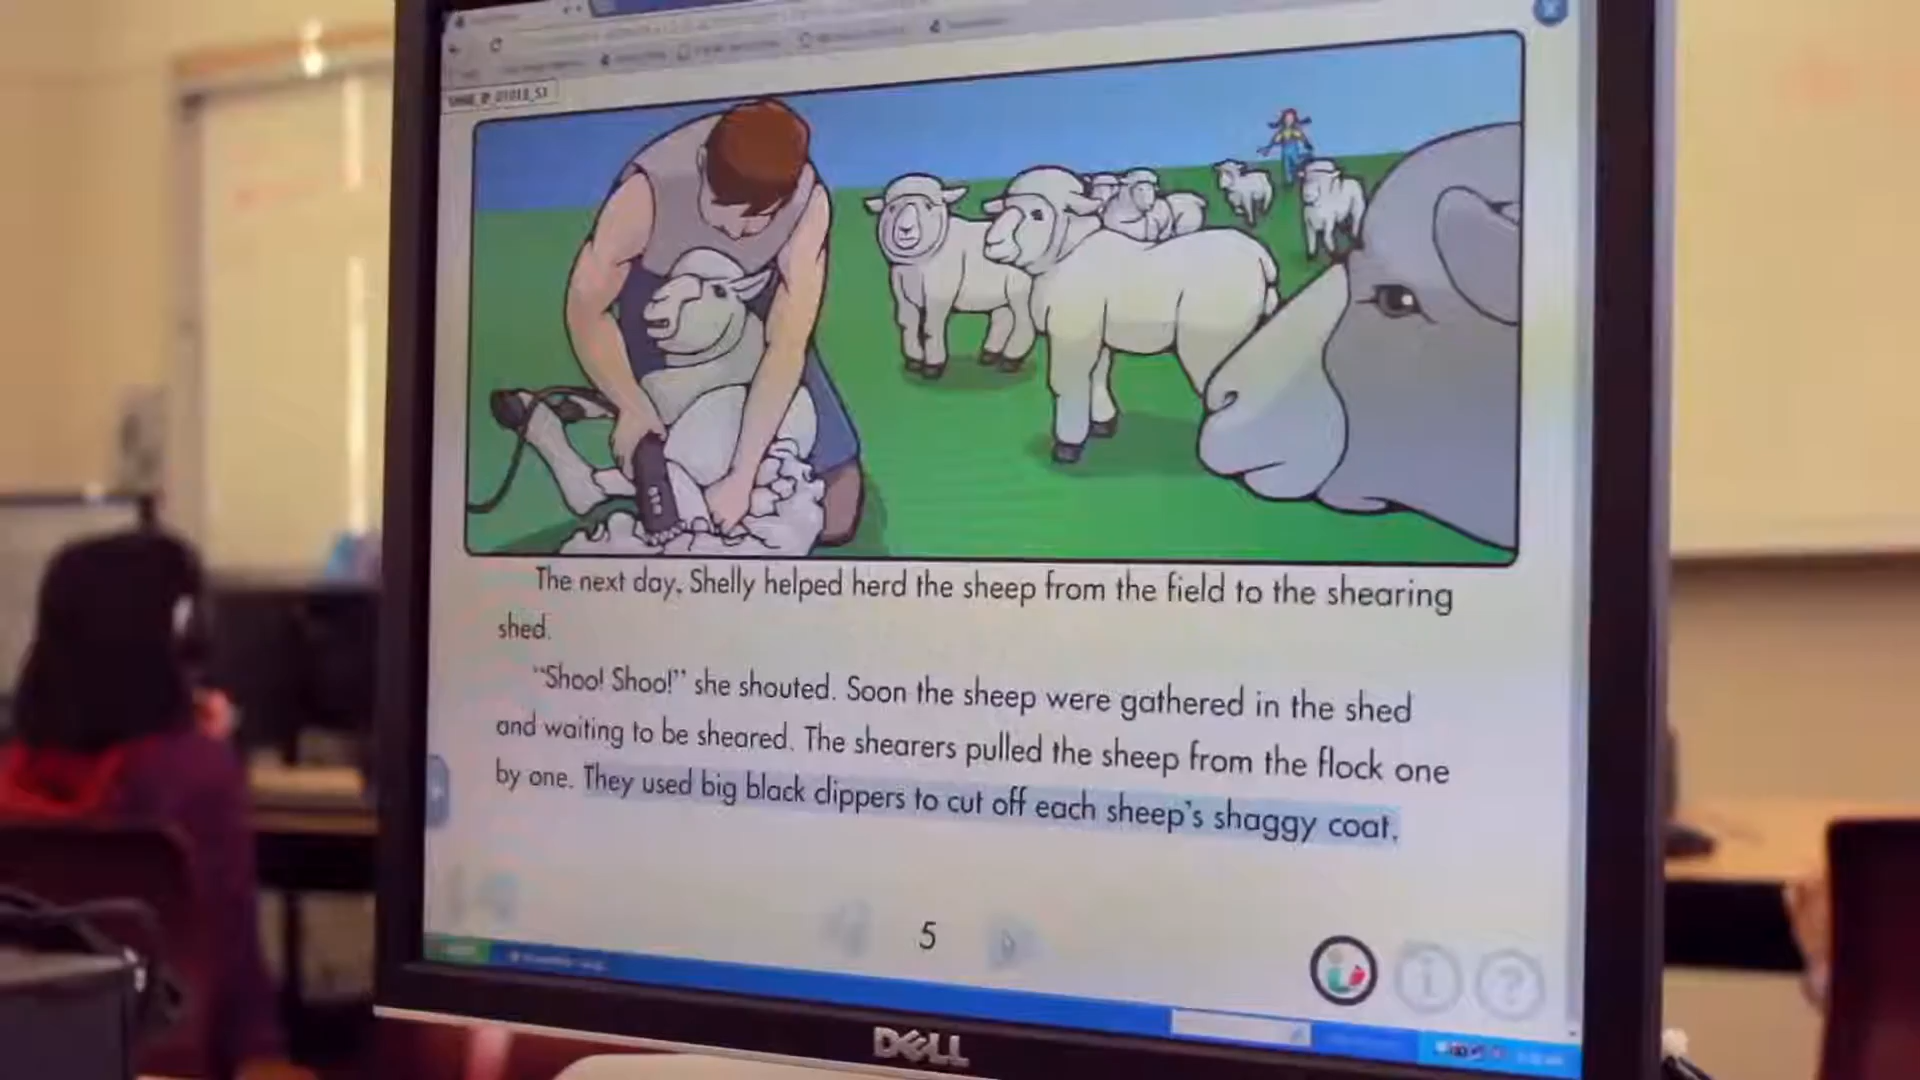 The next day, Shelly helped herd the sheep from the field to the shearing
shed.
“Shoo! Shoo!” she shouted. Soon the sheep were gathered in the shed
and waiting to be sheared. The shearers pulled the sheep from the flock one
by one. They used big black clippers to cut off each sheep's shaggy coat.
5
i
?
DELL